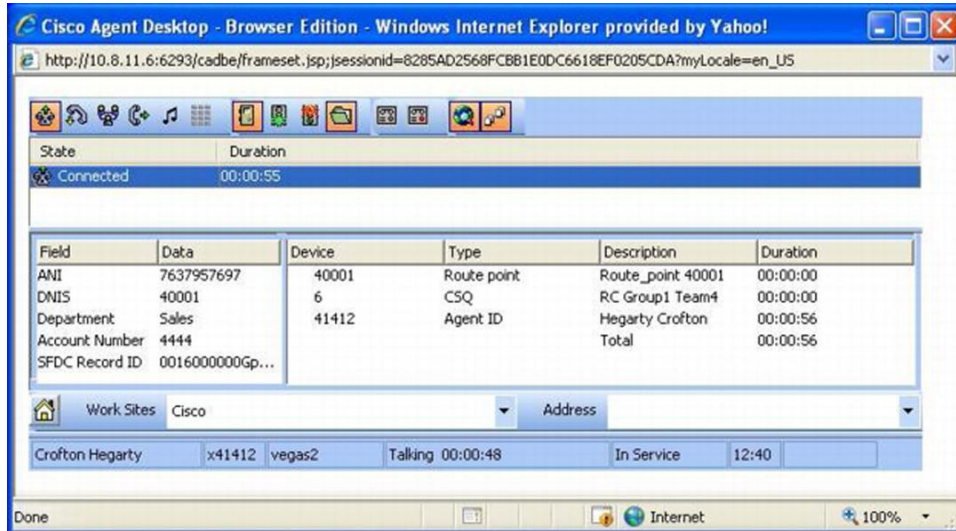 Cisco Agent Desktop - Browser Edition - Windows Internet Explorer provided by Yahoo!
http://10.8.11.6:6293/cadbe/frameset.jsp;jsessionid=8285AD2568FCBB1E0DC6618EF0205CDA?myLocale=en_US
State Duration
Connected 00:00:55
Field Data Device Type Description Duration
ANI 7637957697 40001 Route point Route_point 40001 00:00:00
DNIS 40001 6 CSQ RC Group1 Team4 00:00:00
Department Sales 41412 Agent ID Hegarty Crofton 00:00:56
Account Number 4444 Total 00:00:56
SFDC Record ID 0016000000Gp...
Work Sites Cisco Address
Crofton Hegarty x41412 vegas2 Talking 00:00:48 In Service 12:40
Done Internet 100%